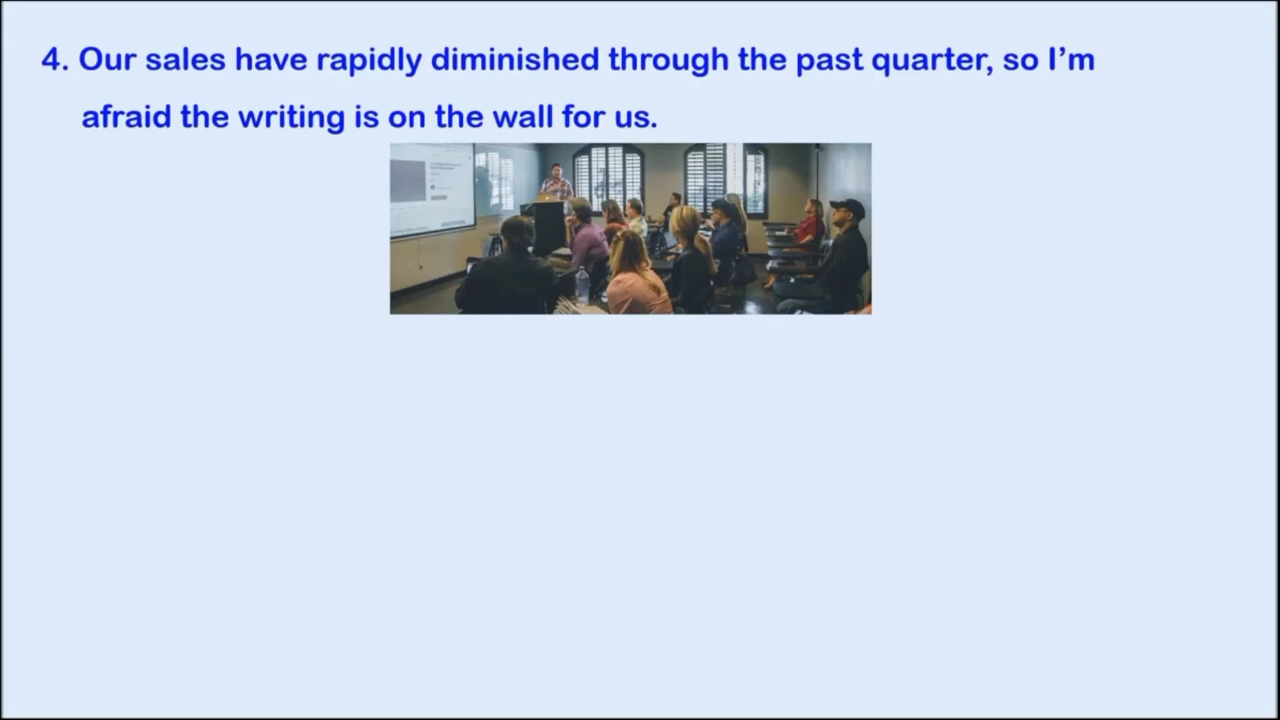 4. Our sales have rapidly diminished through the past quarter, so I’m
afraid the writing is on the wall for us.